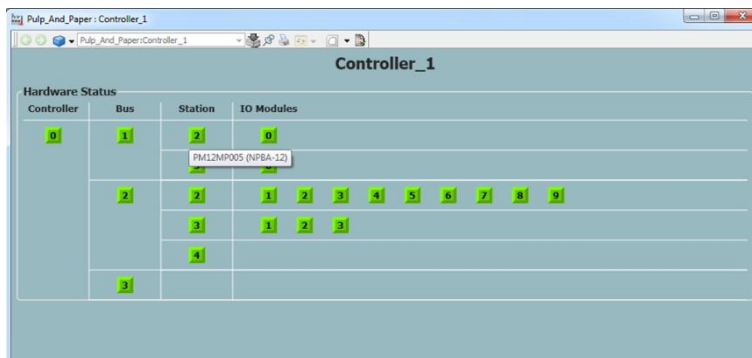 Pulp_And_Paper : Controller_1
Pulp_And_Paper:Controller_1
Controller_1
Hardware Status
Controller Bus Station IO Modules
0 1 2 0
PM12MP005 (NPBA-12)
2 2 1 2 3 4 5 6 7 8 9
3 1 2 3
4
3